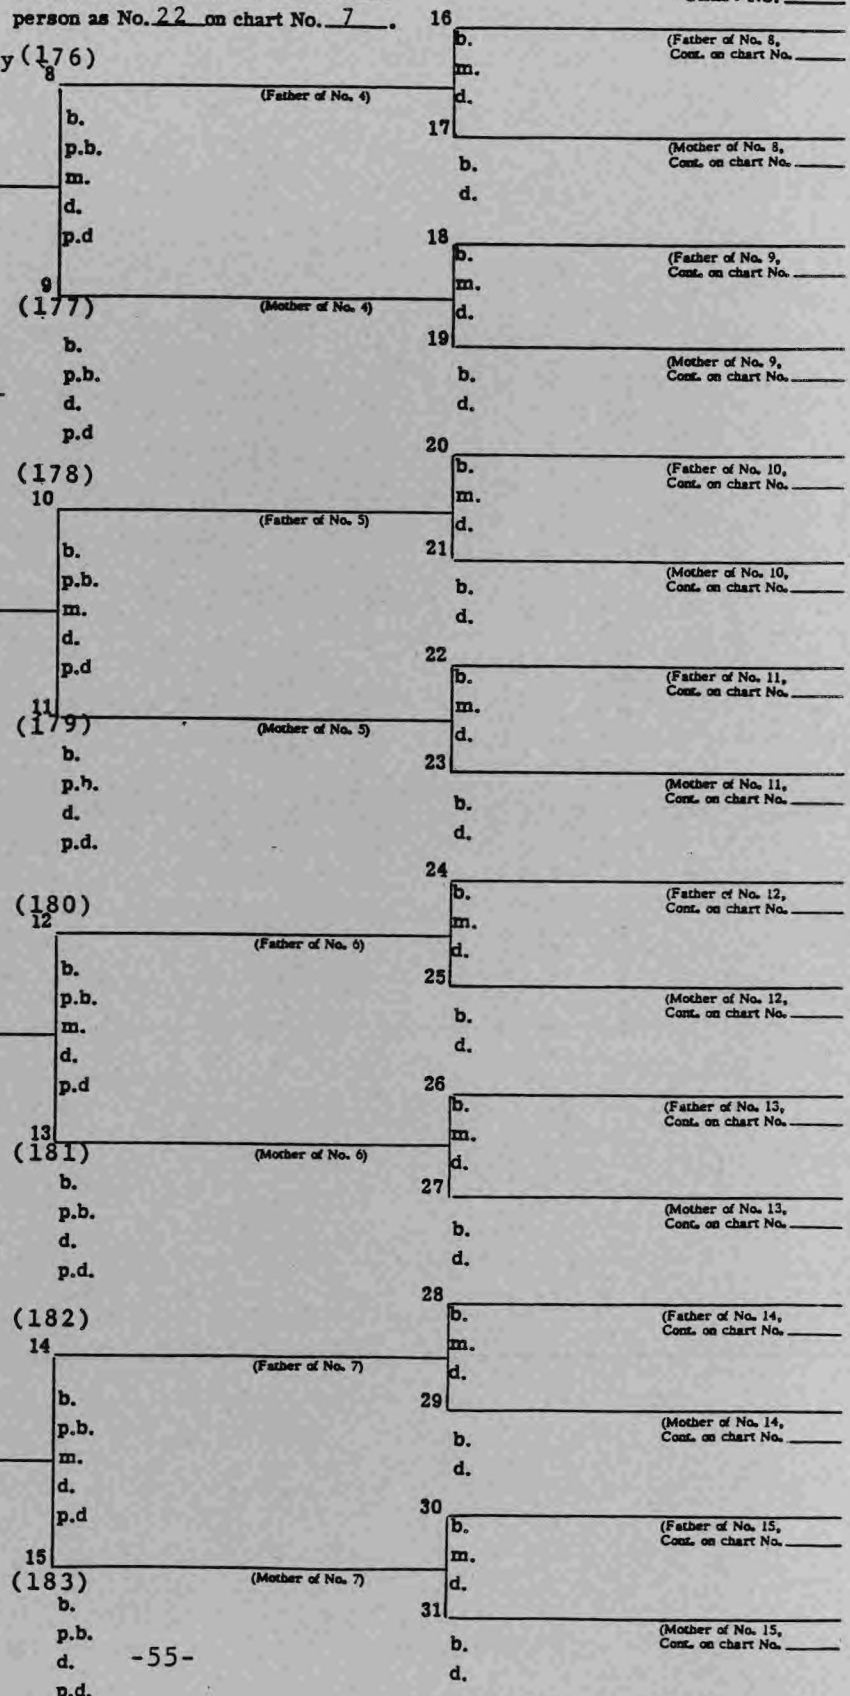 person as No. 22 on chart No. 7 .
y (176)
8
(Father of No. 4)
b.
p.b.
m.
d.
p.d
9
(177)
(Mother of No. 4)
b.
p.b.
d.
p.d
(178)
10
(Father of No. 5)
b.
p.b.
m.
d.
p.d
11
(179)
(Mother of No. 5)
b.
p.b.
d.
p.d.
(180)
12
(Father of No. 6)
b.
p.b.
m.
d.
p.d
13
(181)
(Mother of No. 6)
b.
p.b.
d.
p.d.
(182)
14
(Father of No. 7)
b.
p.b.
m.
d.
p.d
15
(183)
(Mother of No. 7)
b.
p.b.
d.
p.d.
-55-
16
b.
m.
d.
(Father of No. 8,
Cont. on chart No.
17
b.
d.
(Mother of No. 8,
Cont. on chart No.
18
b.
m.
d.
(Father of No. 9,
Cont. on chart No.
19
b.
d.
(Mother of No. 9,
Cont. on chart No.
20
b.
m.
d.
(Father of No. 10,
Cont. on chart No.
21
b.
d.
(Mother of No. 10,
Cont. on chart No.
22
b.
m.
d.
(Father of No. 11,
Cont. on chart No.
23
b.
d.
(Mother of No. 11,
Cont. on chart No.
24
b.
m.
d.
(Father of No. 12,
Cont. on chart No.
25
b.
d.
(Mother of No. 12,
Cont. on chart No.
26
b.
m.
d.
(Father of No. 13,
Cont. on chart No.
27
b.
d.
(Mother of No. 13,
Cont. on chart No.
28
b.
m.
d.
(Father of No. 14,
Cont. on chart No.
29
b.
d.
(Mother of No. 14,
Cont. on chart No.
30
b.
m.
d.
(Father of No. 15,
Cont. on chart No.
31
b.
d.
(Mother of No. 15,
Cont. on chart No.